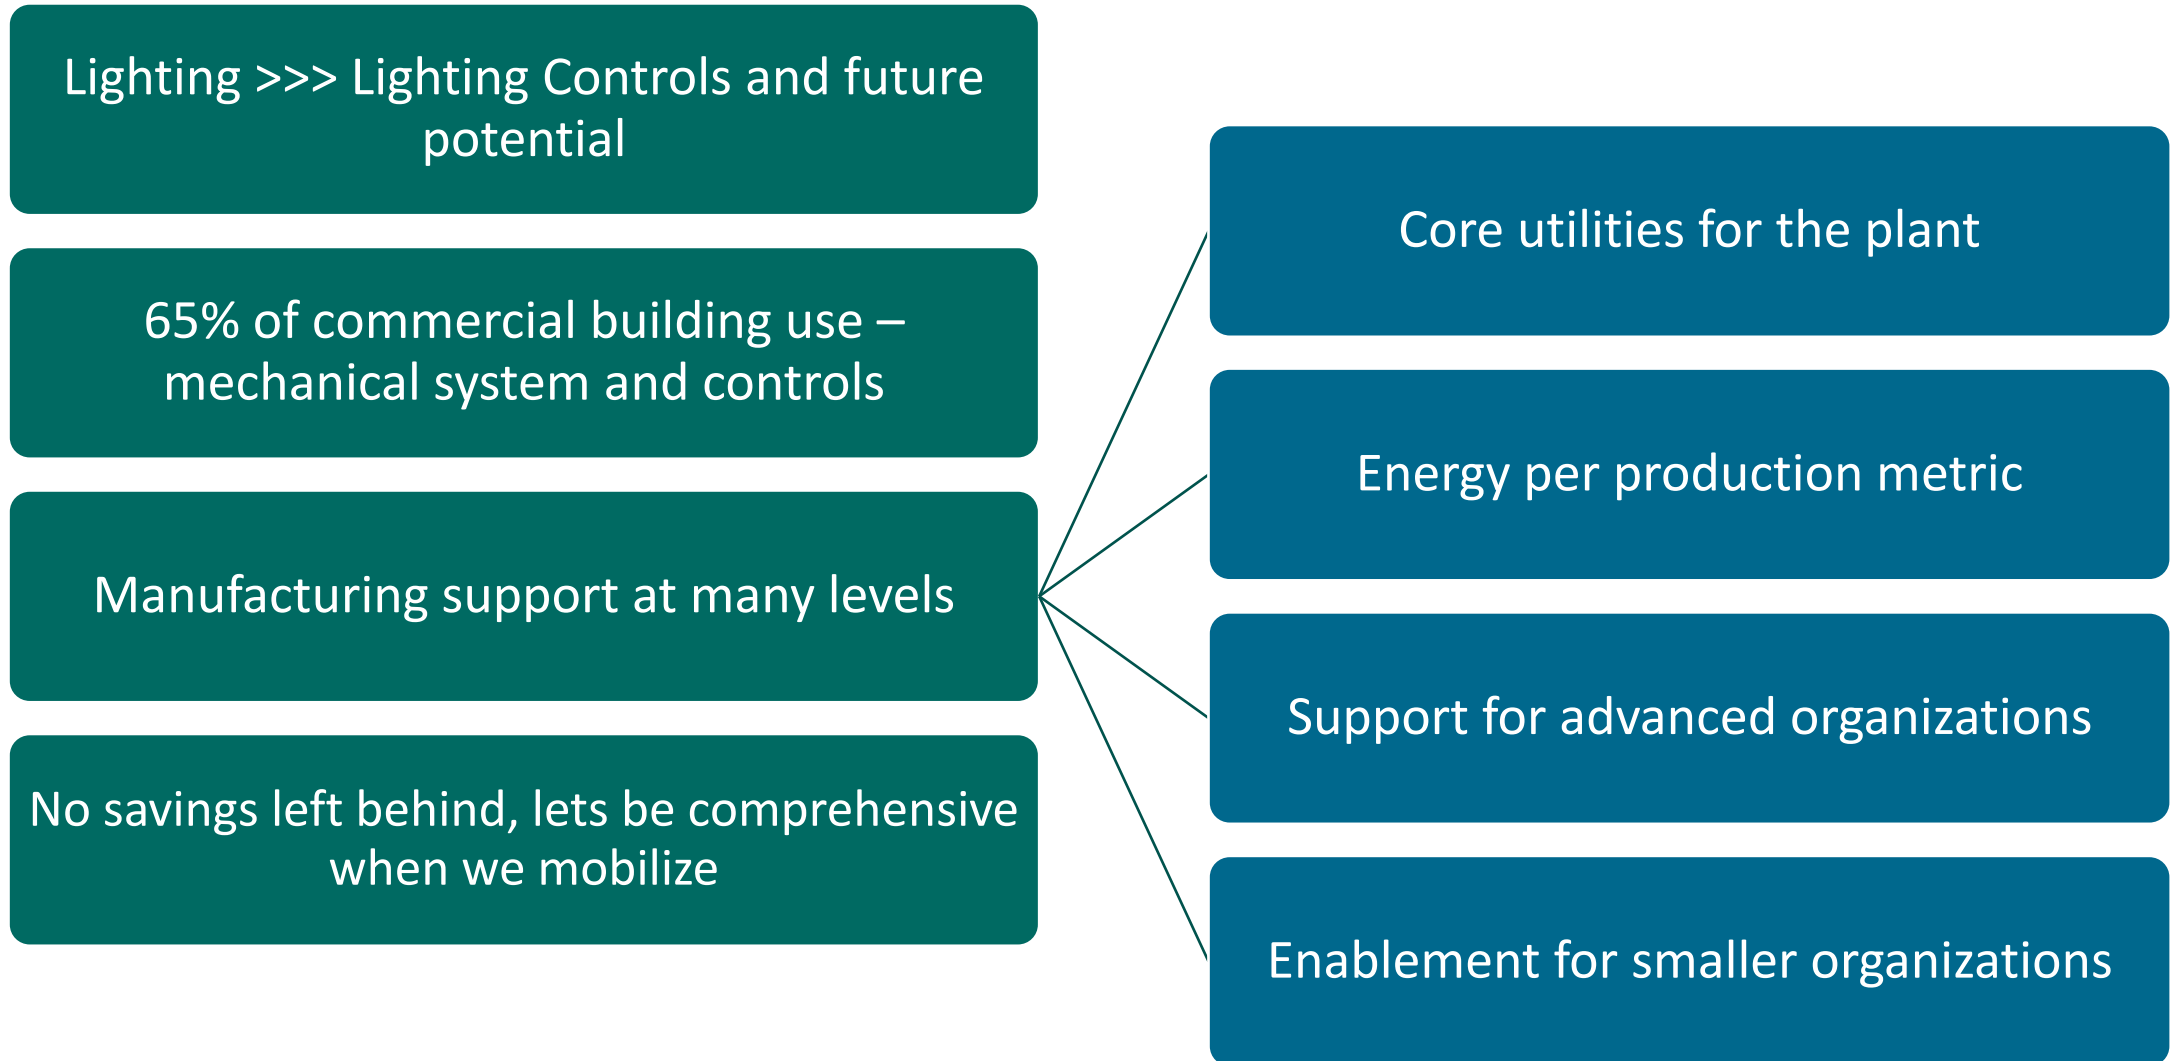 Lighting >>> Lighting Controls and future
potential
65% of commercial building use –
mechanical system and controls
Manufacturing support at many levels
No savings left behind, lets be comprehensive
when we mobilize
Core utilities for the plant
Energy per production metric
Support for advanced organizations
Enablement for smaller organizations